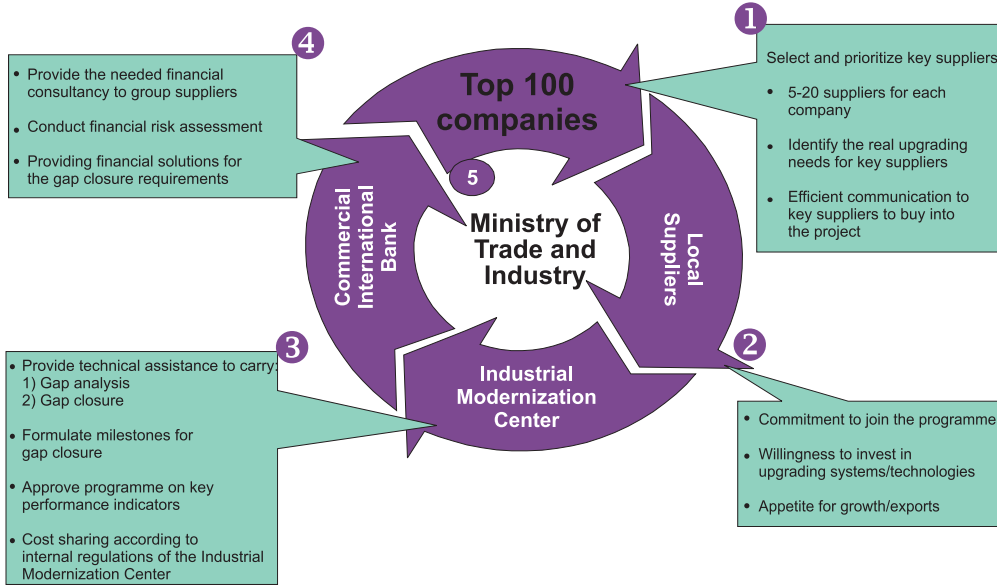 1
Select and prioritize key suppliers
• 5-20 suppliers for each
company
• Identify the real upgrading
needs for key suppliers
• Efficient communication to
key suppliers to buy into
the project
2
• Commitment to join the programme
• Willingness to invest in
upgrading systems/technologies
• Appetite for growth/exports
3
• Provide technical assistance to carry:
1) Gap analysis
2) Gap closure
• Formulate milestones for
gap closure
• Approve programme on key
performance indicators
• Cost sharing according to
internal regulations of the Industrial
Modernization Center
4
• Provide the needed financial
consultancy to group suppliers
• Conduct financial risk assessment
• Providing financial solutions for
the gap closure requirements
Top 100
companies
Local
Suppliers
Industrial
Modernization
Center
Commercial
International
Bank
5
Ministry of
Trade and
Industry